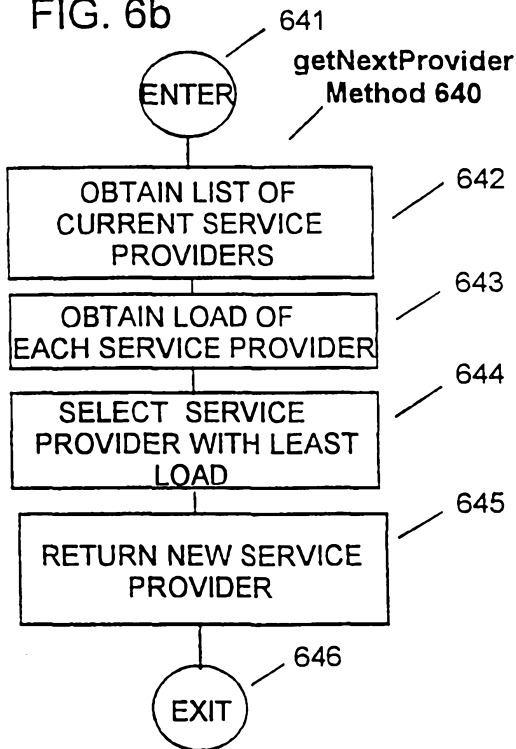 FIG. 6b
641
getNextProvider
Method 640
ENTER
642
OBTAIN LIST OF
CURRENT SERVICE
PROVIDERS
643
OBTAIN LOAD OF
EACH SERVICE PROVIDER
644
SELECT SERVICE
PROVIDER WITH LEAST
LOAD
645
RETURN NEW SERVICE
PROVIDER
646
EXIT